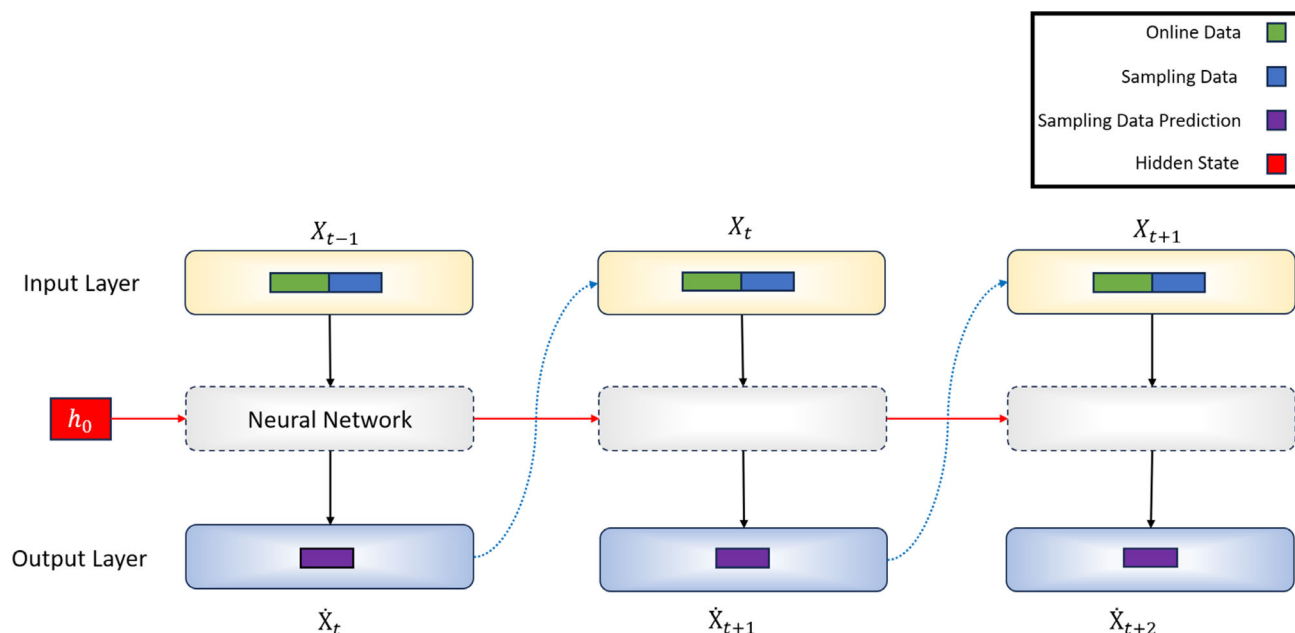 Online Data
Sampling Data
Sampling Data Prediction
Hidden State
X_{t−1}
X_t
X_{t+1}
Input Layer
h_0
Neural Network
Output Layer
Ẋ_t
Ẋ_{t+1}
Ẋ_{t+2}